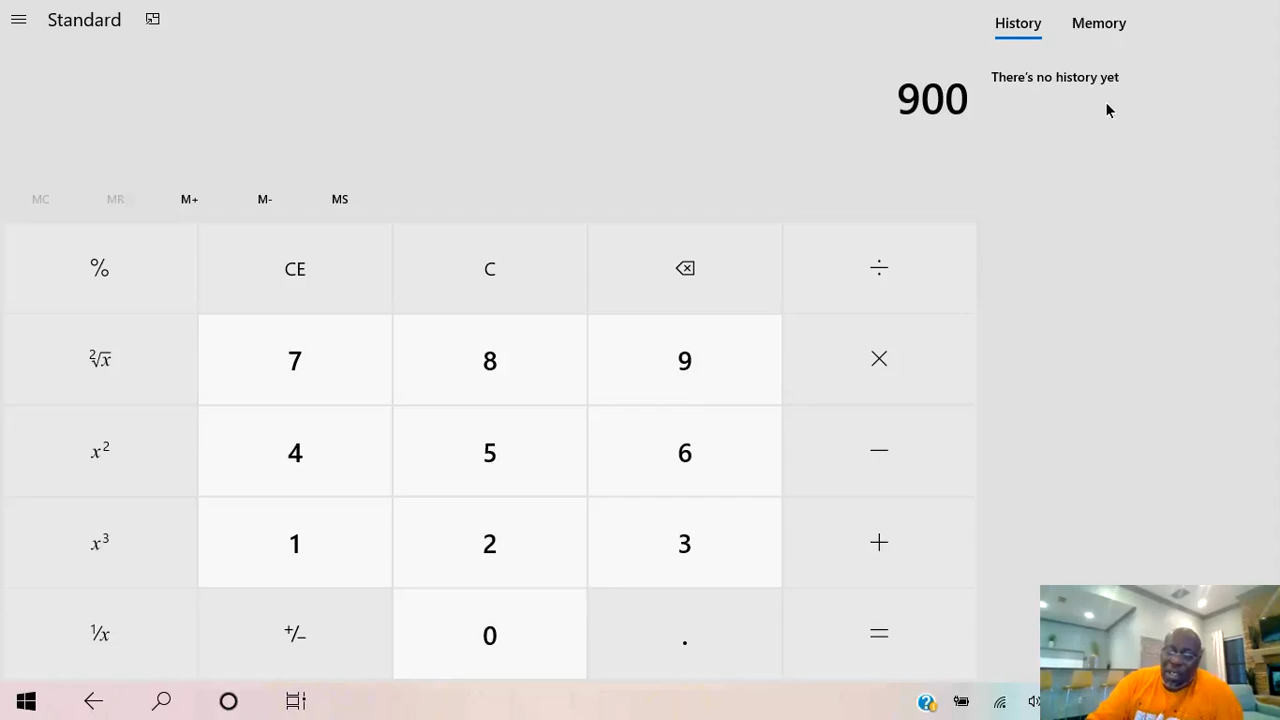 Standard
History Memory
There's no history yet
900
MC MR M+ M- MS
% CE C ÷
²√x 7 8 9 ×
x² 4 5 6 −
x³ 1 2 3 +
¹/x +/− 0 . =